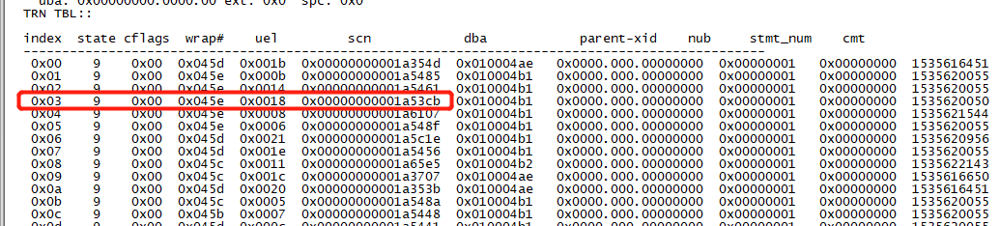 uba: 0x00000000.0000.00 ext: 0x0 spc: 0x0
TRN TBL::
index state cflags wrap# uel scn dba parent-xid nub stmt_num cmt
------------------------------------------------------------------------------------------------
0x00 9 0x00 0x045d 0x001b 0x00000000001a354d 0x010004ae 0x0000.000.00000000 0x00000001 0x00000000 1535616451
0x01 9 0x00 0x045e 0x000b 0x00000000001a5485 0x010004b1 0x0000.000.00000000 0x00000001 0x00000000 1535620055
0x02 9 0x00 0x045e 0x0014 0x00000000001a5461 0x010004b1 0x0000.000.00000000 0x00000001 0x00000000 1535620055
0x03 9 0x00 0x045e 0x0018 0x00000000001a53cb 0x010004b1 0x0000.000.00000000 0x00000001 0x00000000 1535620050
0x04 9 0x00 0x045e 0x0008 0x00000000001a6107 0x010004b1 0x0000.000.00000000 0x00000001 0x00000000 1535621544
0x05 9 0x00 0x045e 0x0006 0x00000000001a548f 0x010004b1 0x0000.000.00000000 0x00000001 0x00000000 1535620055
0x06 9 0x00 0x045d 0x0021 0x00000000001a5c1e 0x010004b1 0x0000.000.00000000 0x00000001 0x00000000 1535620956
0x07 9 0x00 0x045d 0x001e 0x00000000001a5456 0x010004b1 0x0000.000.00000000 0x00000001 0x00000000 1535620055
0x08 9 0x00 0x045c 0x0011 0x00000000001a65e5 0x010004b2 0x0000.000.00000000 0x00000001 0x00000000 1535622143
0x09 9 0x00 0x045c 0x001c 0x00000000001a3707 0x010004ae 0x0000.000.00000000 0x00000001 0x00000000 1535616650
0x0a 9 0x00 0x045d 0x0020 0x00000000001a353b 0x010004ae 0x0000.000.00000000 0x00000001 0x00000000 1535616451
0x0b 9 0x00 0x045c 0x0005 0x00000000001a548a 0x010004b1 0x0000.000.00000000 0x00000001 0x00000000 1535620055
0x0c 9 0x00 0x045b 0x0007 0x00000000001a5448 0x010004b1 0x0000.000.00000000 0x00000001 0x00000000 1535620055